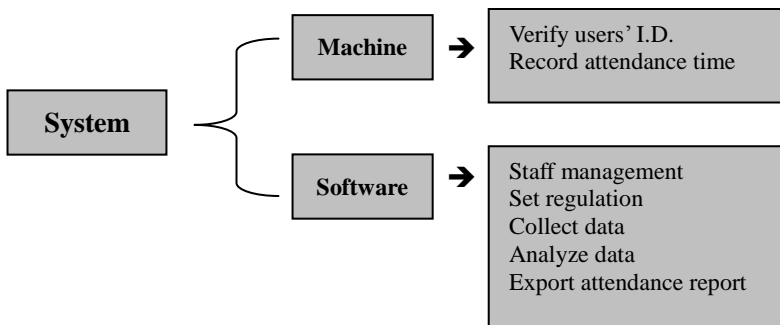 System
Machine
Verify users’ I.D.
Record attendance time
Software
Staff management
Set regulation
Collect data
Analyze data
Export attendance report